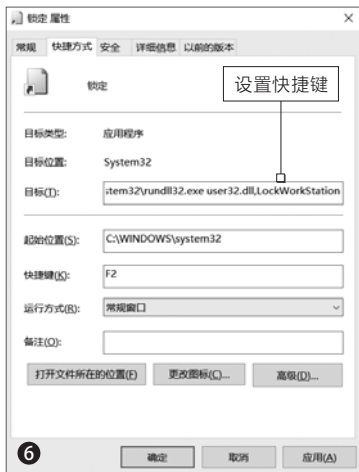 锁定 属性
常规 快捷方式 安全 详细信息 以前的版本
锁定
设置快捷键
目标类型: 应用程序
目标位置: System32
目标(T): stem32\rundll32.exe user32.dll,LockWorkStation
起始位置(S): C:\WINDOWS\system32
快捷键(K): F2
运行方式(R): 常规窗口
备注(O):
打开文件所在的位置(F) 更改图标(C)... 高级(D)...
6 确定 取消 应用(A)